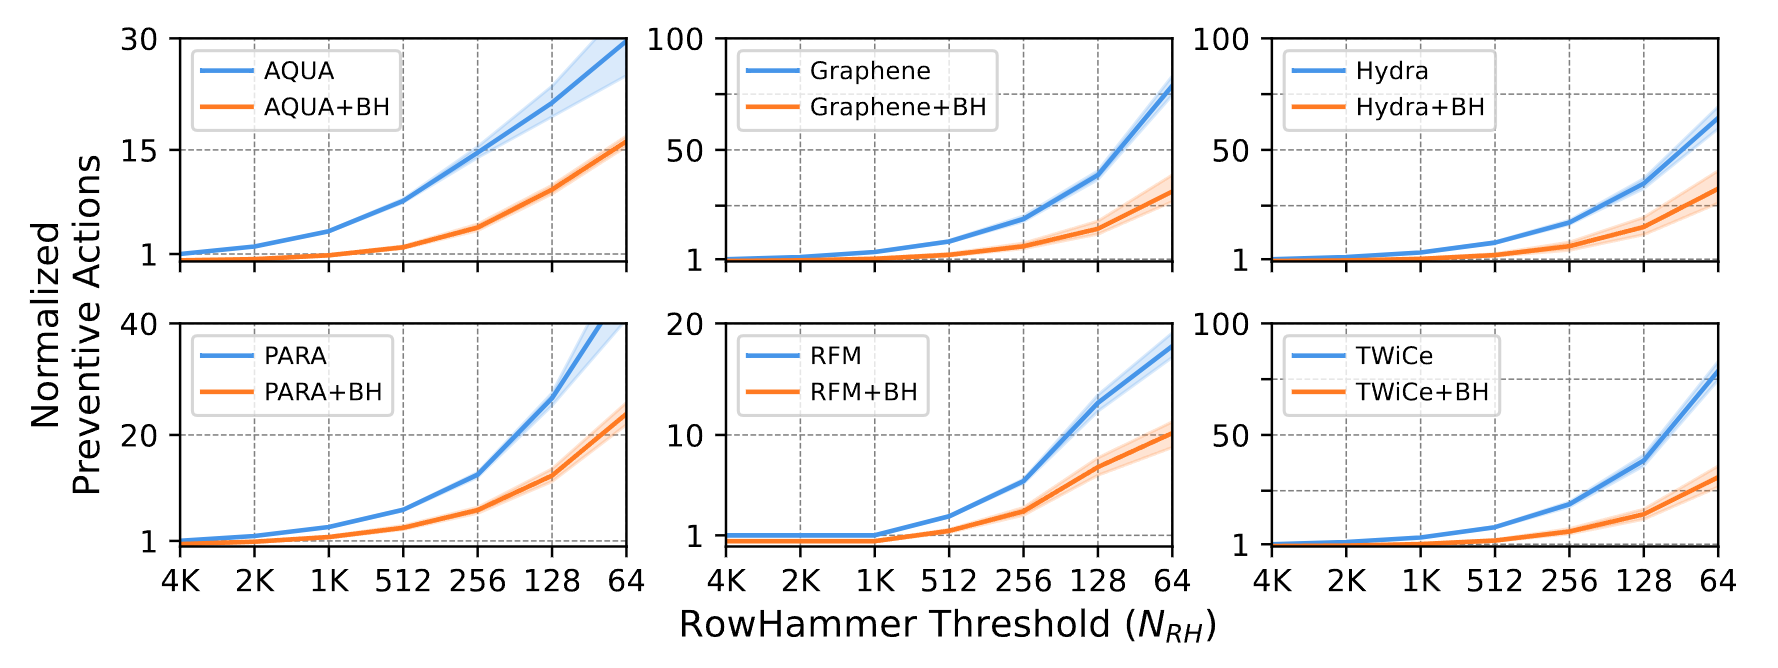 Normalized
Preventive Actions
30
15
1
AQUA
AQUA+BH
100
50
1
Graphene
Graphene+BH
100
50
1
Hydra
Hydra+BH
40
20
1
PARA
PARA+BH
4K 2K 1K 512 256 128 64
20
10
1
RFM
RFM+BH
4K 2K 1K 512 256 128 64
100
50
1
TWiCe
TWiCe+BH
4K 2K 1K 512 256 128 64
RowHammer Threshold (N_RH)